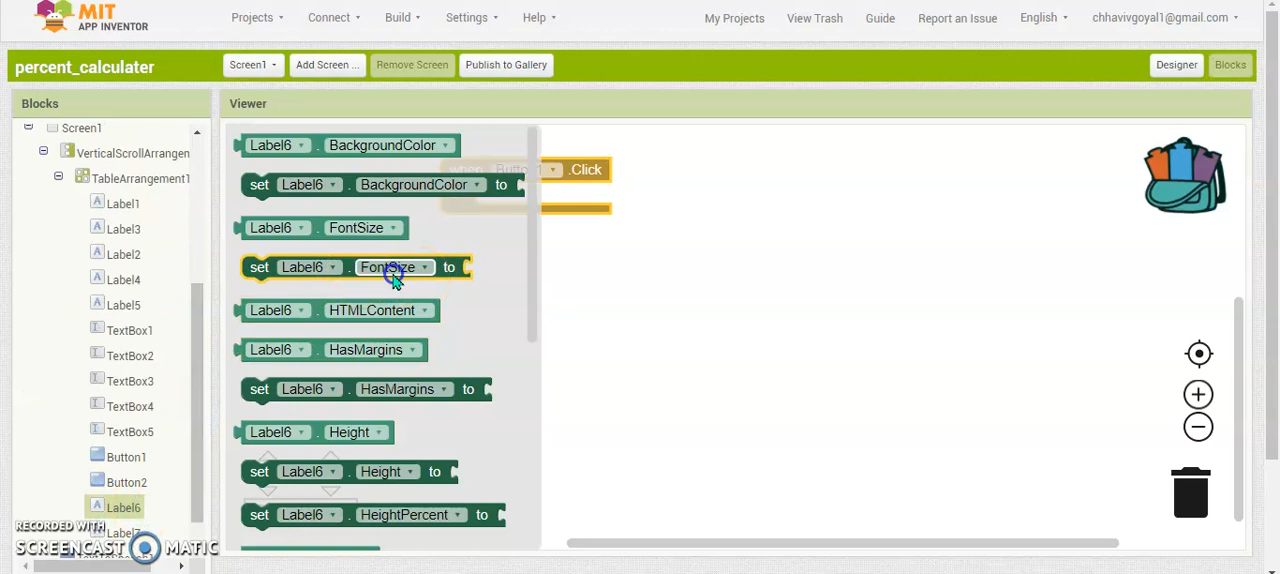 MIT
APP INVENTOR
Projects Connect Build Settings Help My Projects View Trash Guide Report an Issue English chhavivgoyal1@gmail.com
percent_calculater Screen1 Add Screen ... Remove Screen Publish to Gallery Designer Blocks
Blocks
Viewer
Screen1
VerticalScrollArrangen
TableArrangement1
Label1
Label3
Label2
Label4
Label5
TextBox1
TextBox2
TextBox3
TextBox4
TextBox5
Button1
Button2
Label6
RECORDED WITH
SCREENCAST MATIC
Label6 . BackgroundColor
set Label6 . BackgroundColor to
Label6 . FontSize
set Label6 . FontSize to
Label6 . HTMLContent
Label6 . HasMargins
set Label6 . HasMargins to
Label6 . Height
set Label6 . Height to
set Label6 . HeightPercent to
.Click